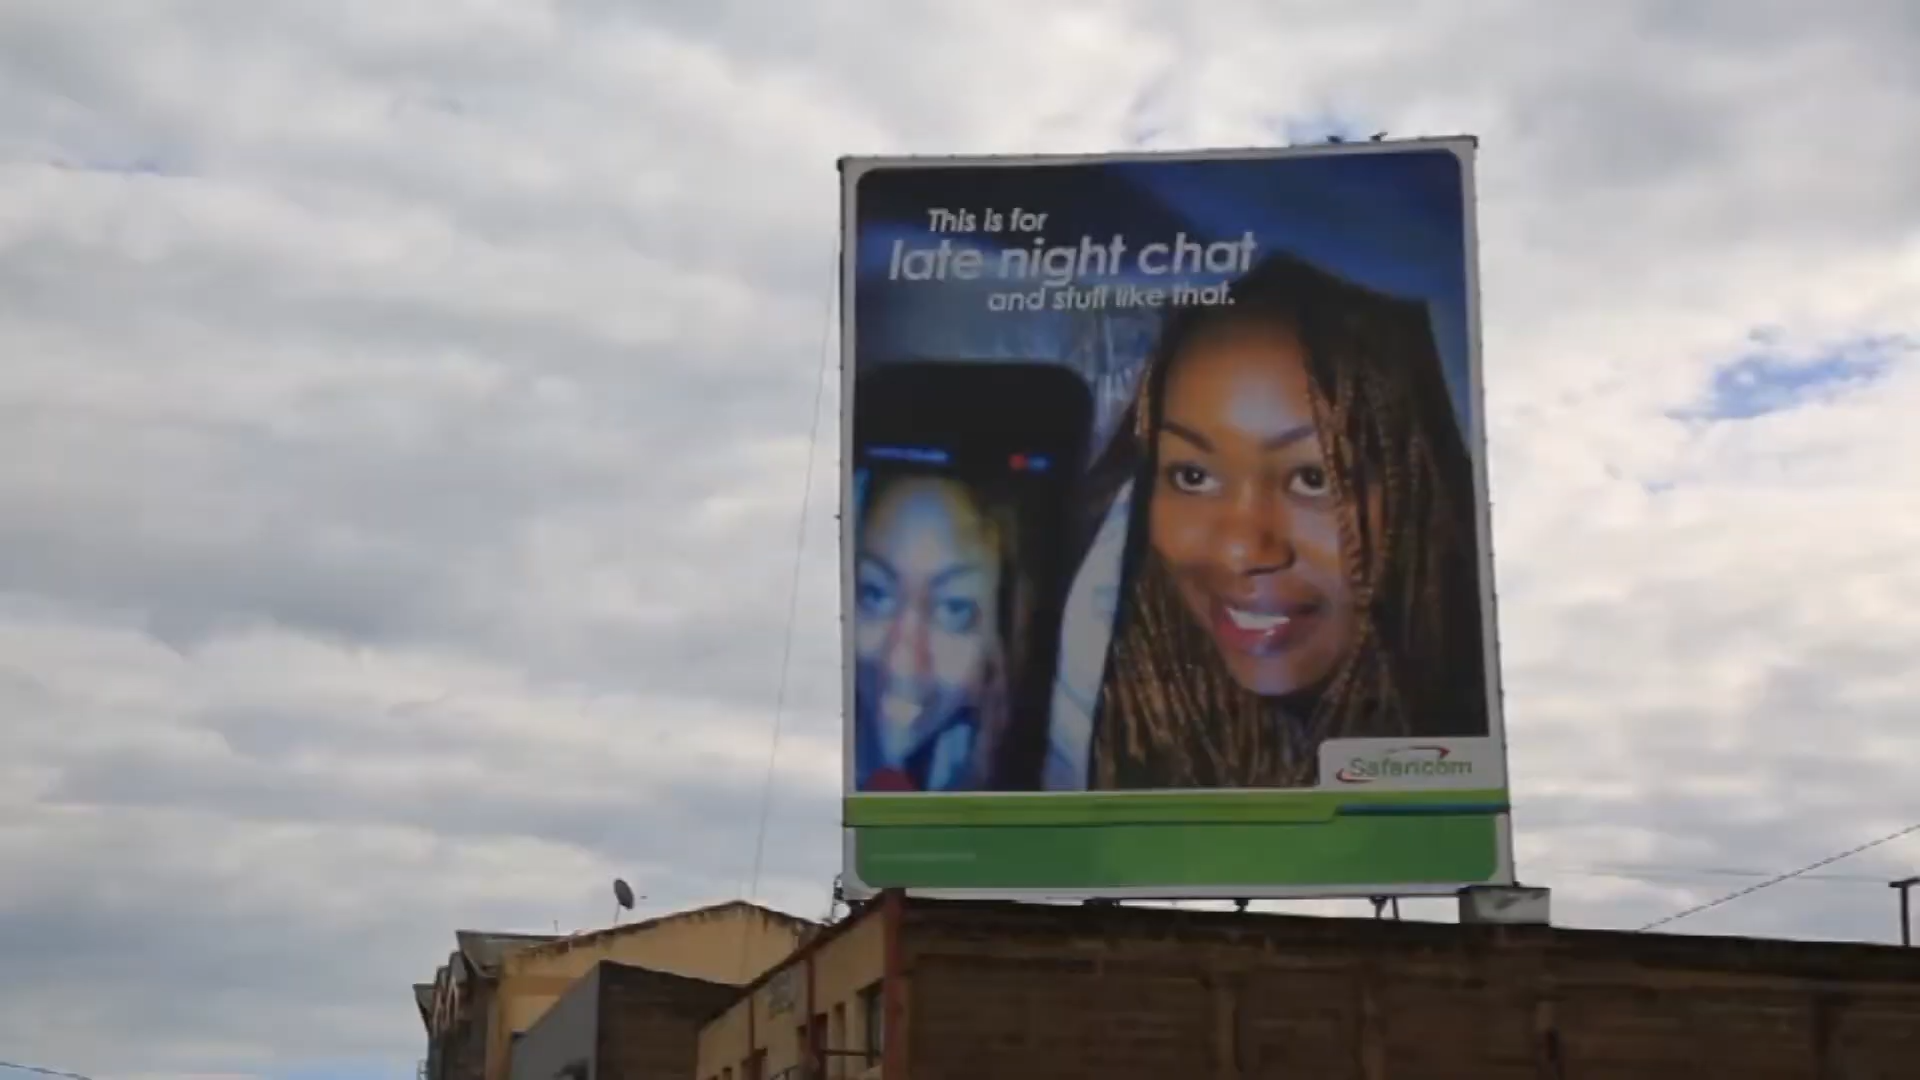 This is for
late night chat
and stuff like that.
Safaricom